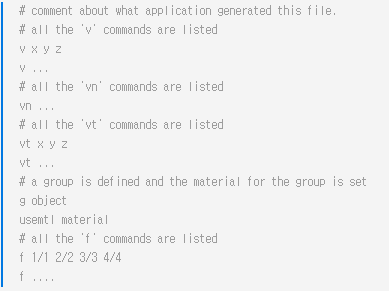 # comment about what application generated this file.
# all the 'v' commands are listed
v x y z
v ...
# all the 'vn' commands are listed
vn ...
# all the 'vt' commands are listed
vt x y z
vt ...
# a group is defined and the material for the group is set
g object
usemtl material
# all the 'f' commands are listed
f 1/1 2/2 3/3 4/4
f ....